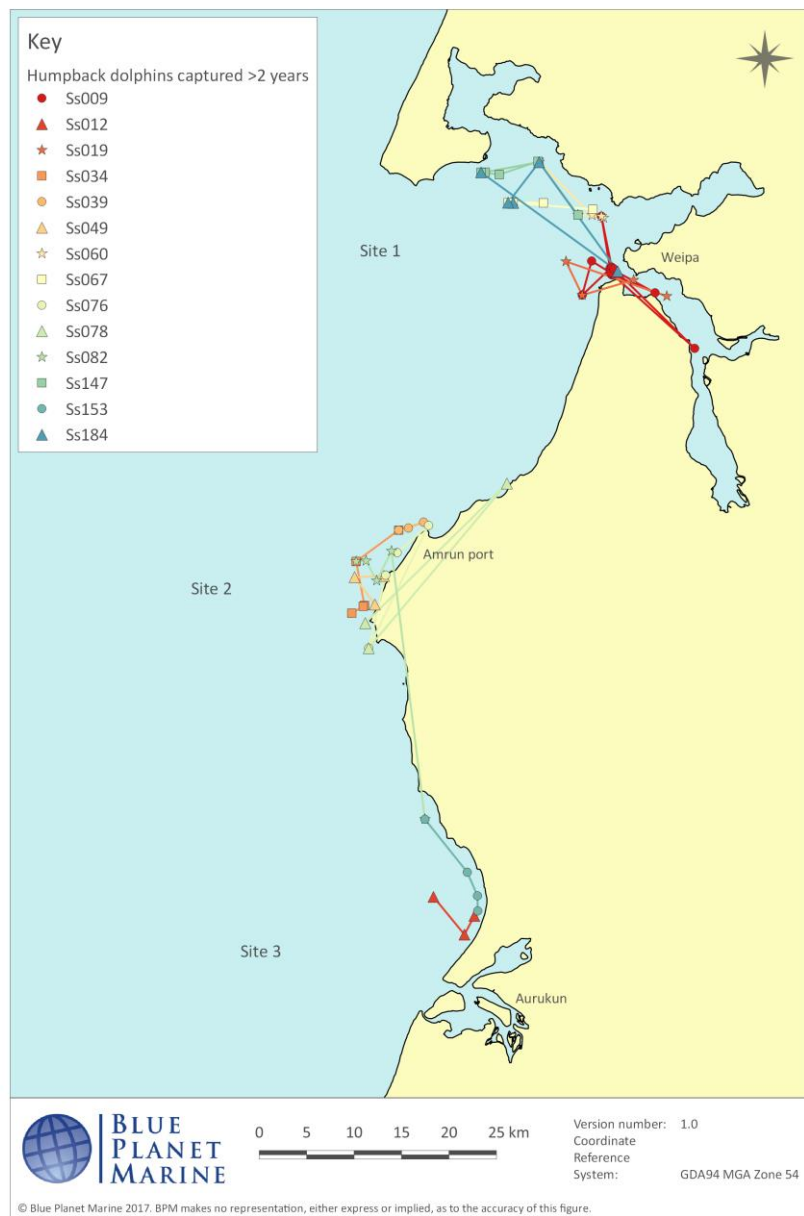 Key
Humpback dolphins captured >2 years
Ss009
Ss012
Ss019
Ss034
Ss039
Ss049
Ss060
Ss067
Ss076
Ss078
Ss082
Ss147
Ss153
Ss184
Site 1
Weipa
Amrun port
Site 2
Site 3
Aurukun
BLUE
PLANET
MARINE
0 5 10 15 20 25 km
Version number: 1.0
Coordinate
Reference
System: GDA94 MGA Zone 54
© Blue Planet Marine 2017. BPM makes no representation, either express or implied, as to the accuracy of this figure.